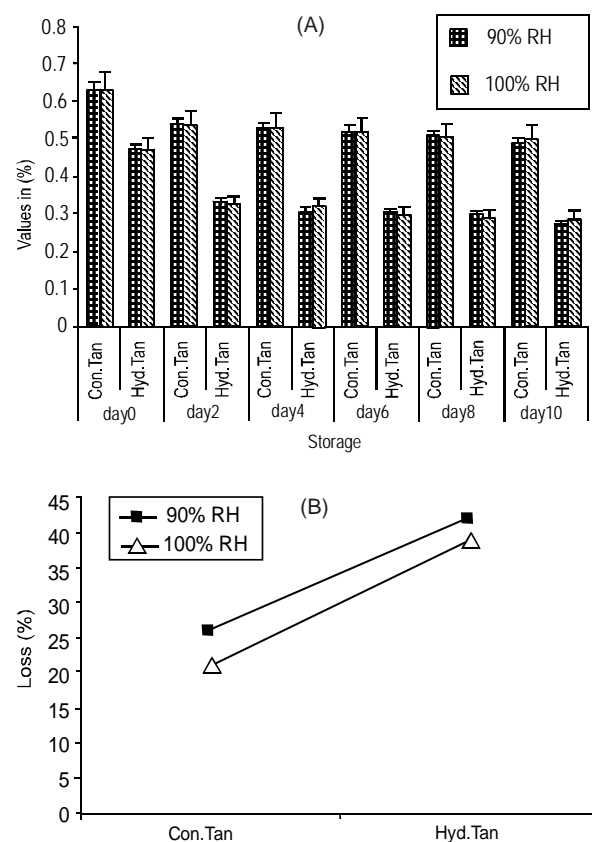 (A)
90% RH
100% RH
Values in (%)
0.8
0.7
0.6
0.5
0.4
0.3
0.2
0.1
0
Con.Tan Hyd.Tan Con.Tan Hyd.Tan Con.Tan Hyd.Tan Con.Tan Hyd.Tan Con.Tan Hyd.Tan Con.Tan Hyd.Tan
day0 day2 day4 day6 day8 day10
Storage
(B)
90% RH
100% RH
Loss (%)
45
40
35
30
25
20
15
10
5
0
Con.Tan Hyd.Tan